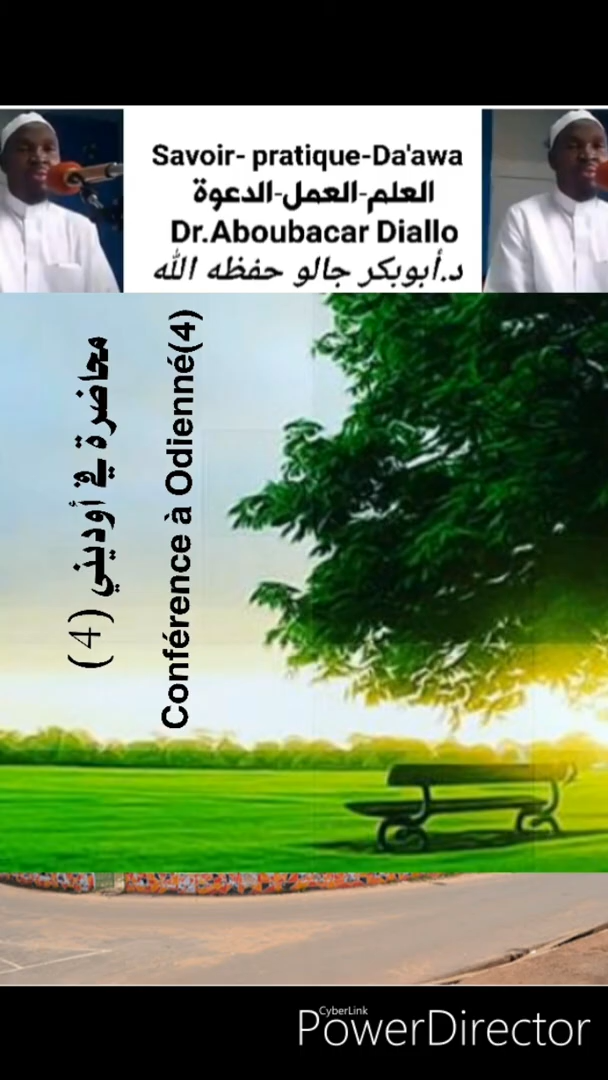 Savoir- pratique-Da'awa
العلم-العمل-الدعوة
Dr.Aboubacar Diallo
د.أبوبكر جالو حفظه الله
محاضرة في أوديني (4)
Conférence à Odienné(4)
CyberLink
PowerDirector